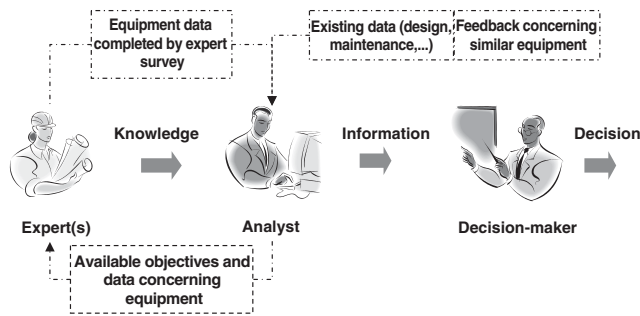 Equipment data
completed by expert
survey
Existing data (design,
maintenance,...)
Feedback concerning
similar equipment
Knowledge
Information
Decision
Expert(s)
Analyst
Decision-maker
Available objectives and
data concerning
equipment